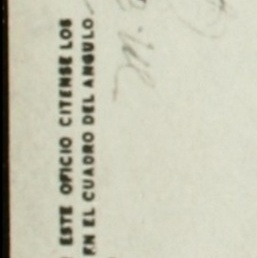 ESTE OFICIO CITENSE LOS
EN EL CUADRO DEL ANGULO